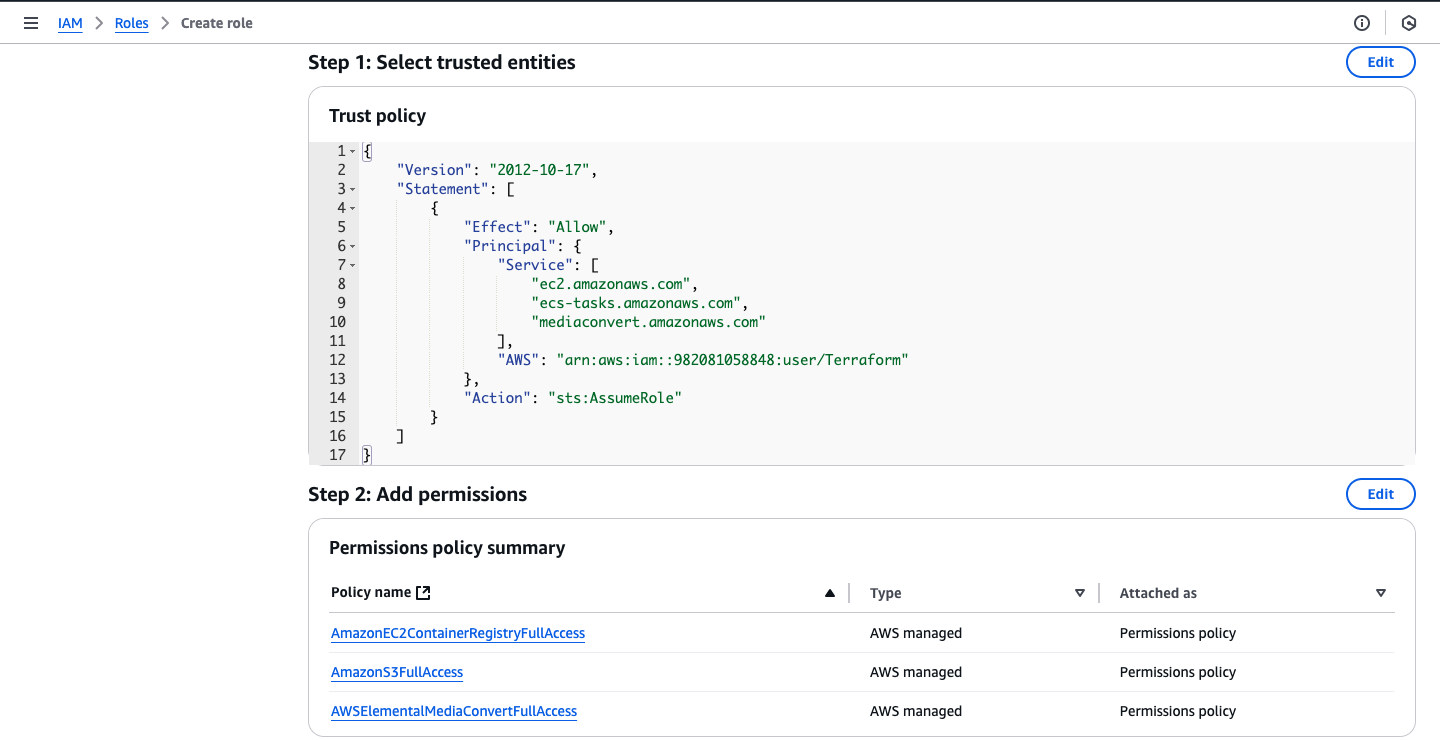 IAM > Roles > Create role
Step 1: Select trusted entities
Edit
Trust policy
1 {
2 "Version": "2012-10-17",
3 "Statement": [
4 {
5 "Effect": "Allow",
6 "Principal": {
7 "Service": [
8 "ec2.amazonaws.com",
9 "ecs-tasks.amazonaws.com",
10 "mediaconvert.amazonaws.com"
11 ],
12 "AWS": "arn:aws:iam::982081058848:user/Terraform"
13 },
14 "Action": "sts:AssumeRole"
15 }
16 ]
17 }
Step 2: Add permissions
Edit
Permissions policy summary
Policy name Type Attached as
AmazonEC2ContainerRegistryFullAccess AWS managed Permissions policy
AmazonS3FullAccess AWS managed Permissions policy
AWSElementalMediaConvertFullAccess AWS managed Permissions policy